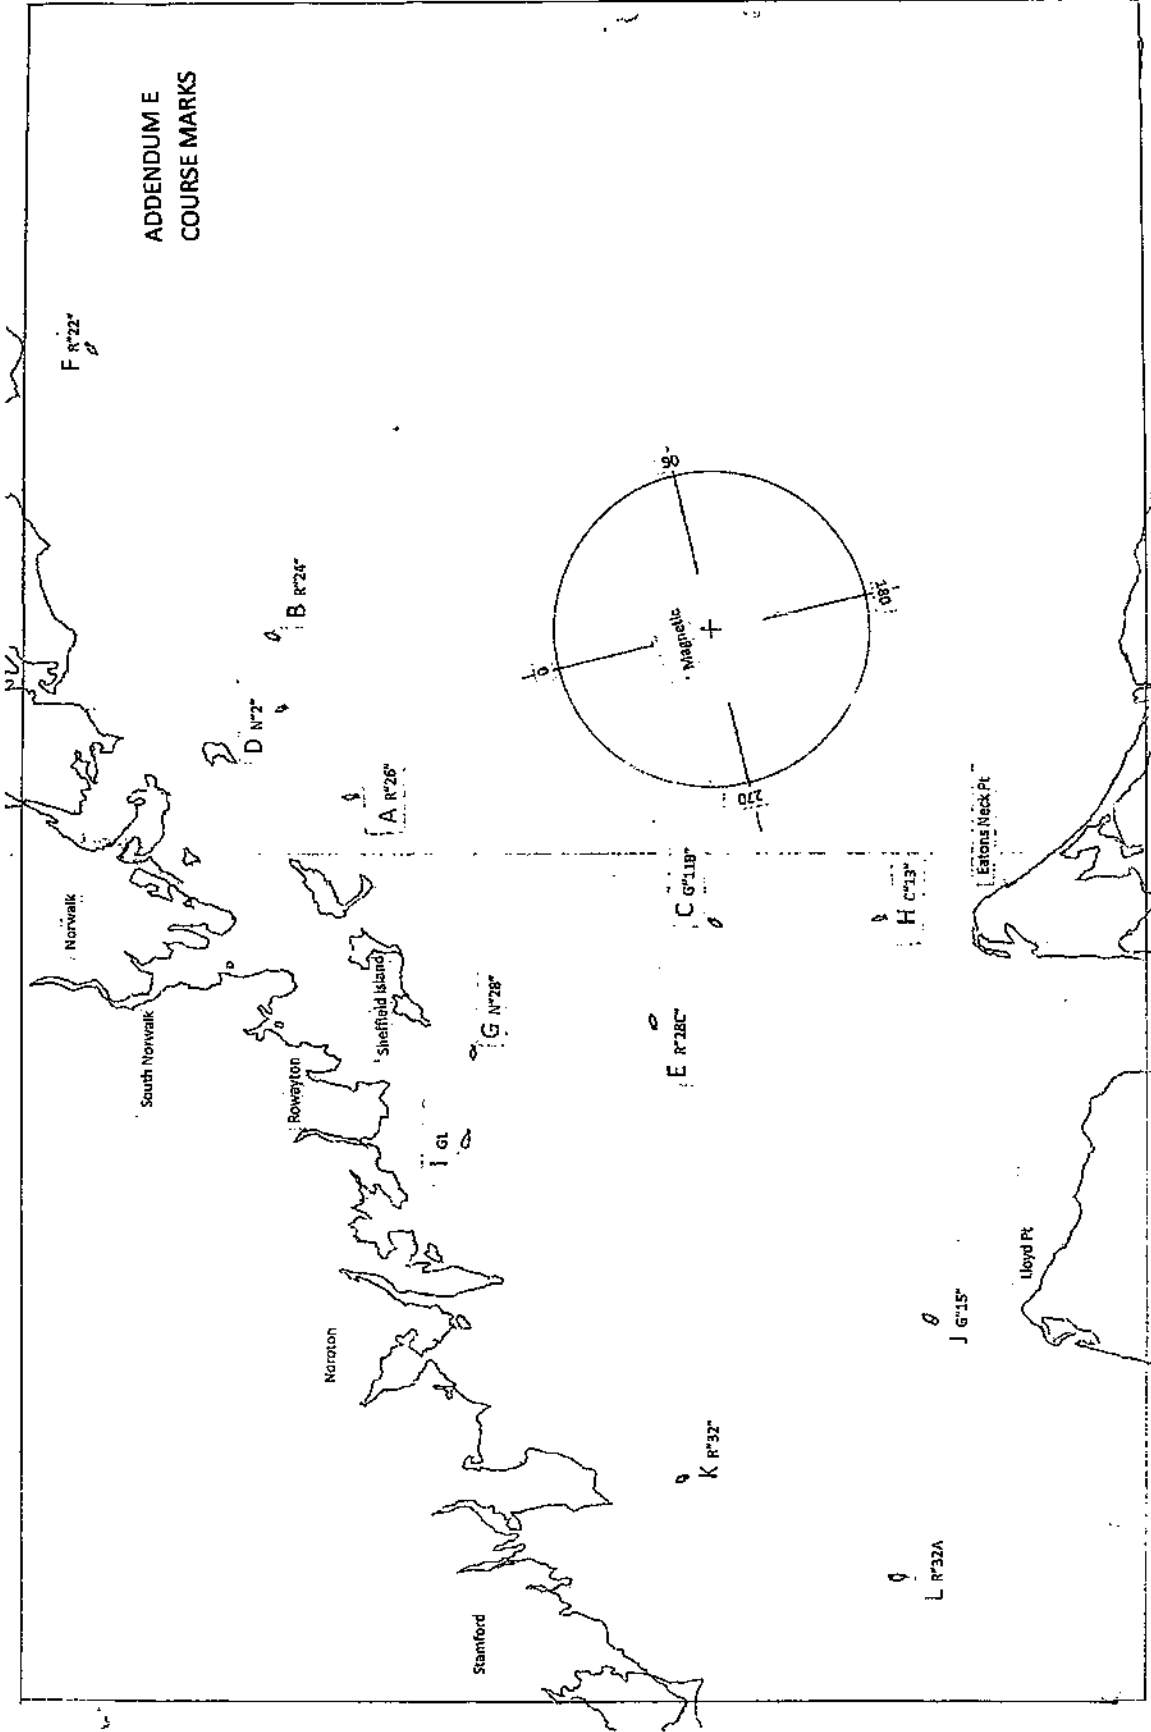 ADDENDUM E
COURSE MARKS
F R"22"
B R"24"
D N"2"
A R"26"
Norwalk
South Norwalk
Sheffield Island
Rowayton
G N"28"
I GL
E R"28C"
C G"11B"
H C"13"
Eatons Neck Pt
0
90
180
270
Magnetic
Noroton
Lloyd Pt
J G"15"
K R"32"
L R"32A
Stamford